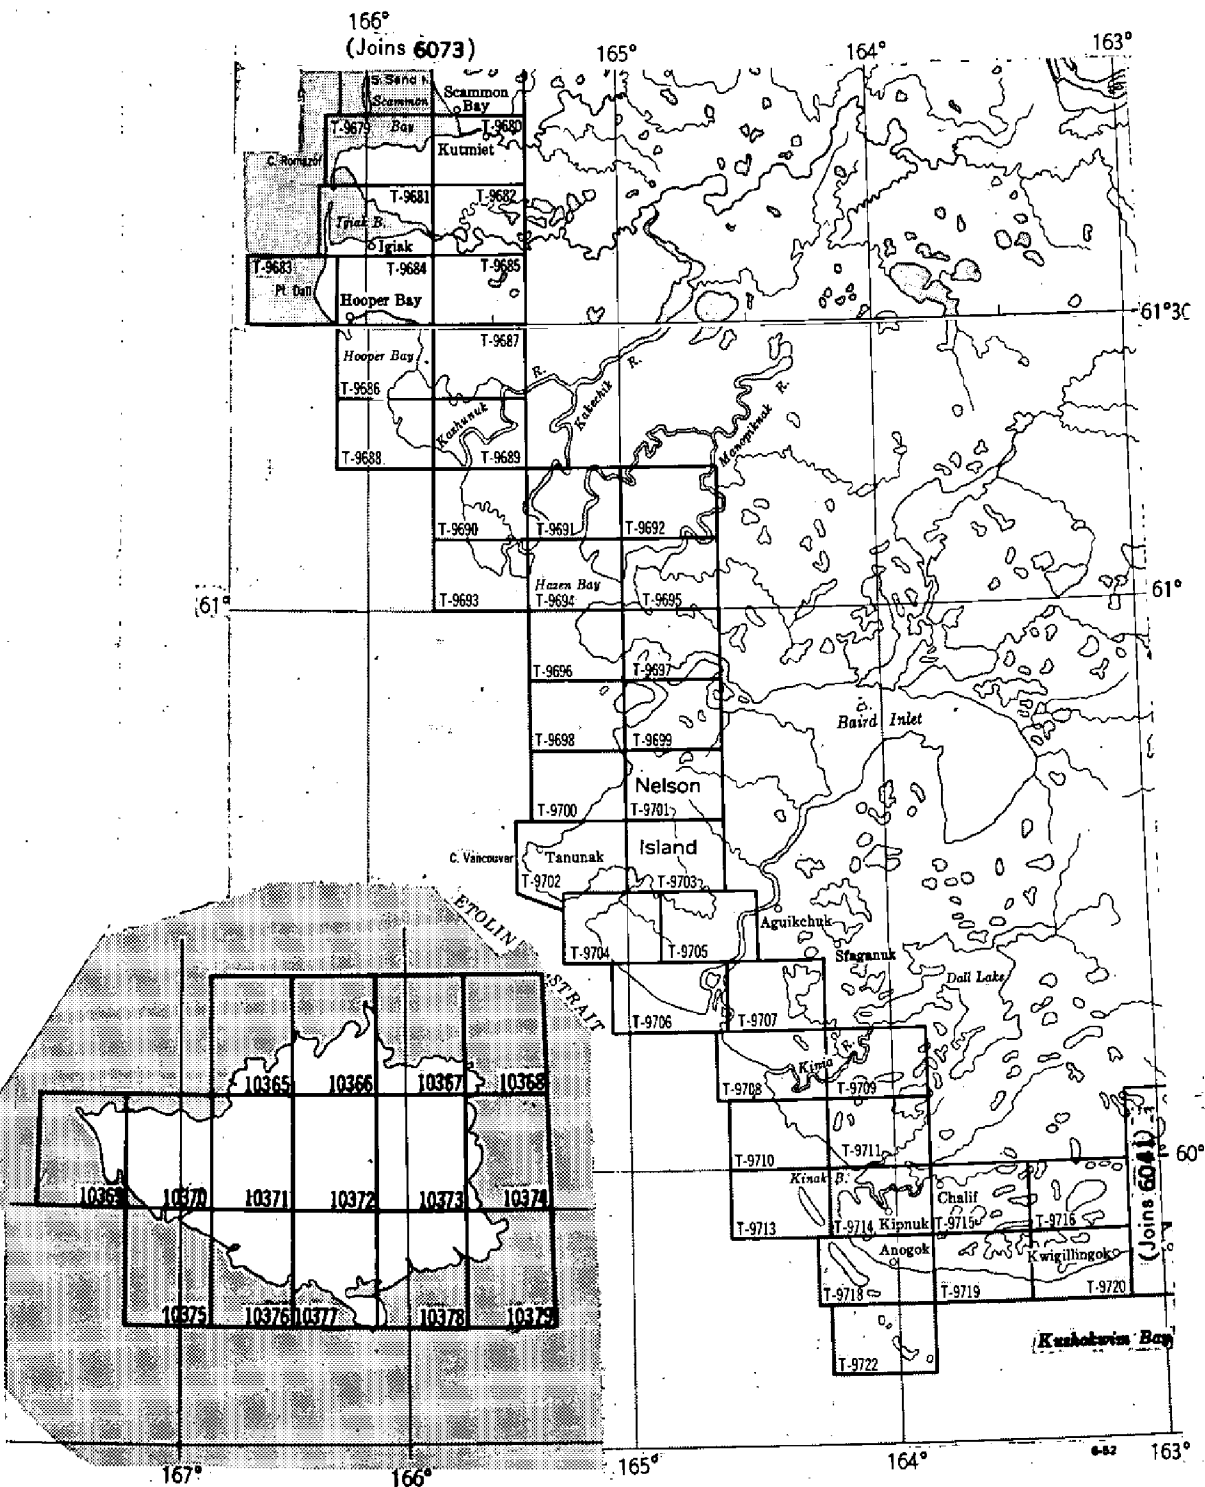 166°
(Joins 6073)
165°
164°
163°
S. Sand I.
Scammon
Bay
Scammon
Bay
T-9679
T-9680
Kutmiet
C. Romanzof
T-9681
T-9682
Igiak B.
Igiak
T-9683
T-9684
T-9685
Pt. Dall
Hooper Bay
61°30
T-9687
Hooper Bay
T-9686
R.
R.
R.
Kashunuk
Kakechik
Manopiknak
T-9688
T-9689
T-9690
T-9691
T-9692
Hazen Bay
T-9693
T-9694
T-9695
61°
61°
T-9696
T-9697
Baird Inlet
T-9698
T-9699
Nelson
T-9700
T-9701
Island
C. Vancouver
Tanunak
T-9702
T-9703
ETOLIN
STRAIT
Aguikchuk
T-9704
T-9705
Sfaganuk
Dall Lake
T-9706
T-9707
Kinia
R.
T-9708
T-9709
10365
10366
10367
10368
T-9710
T-9711
(Joins 6041)
60°
Kinak B.
10369
10370
10371
10372
10373
10374
Chalif
T-9713
T-9714
Kipnuk
T-9715
T-9716
Anogok
Kwigillingok
T-9718
T-9719
T-9720
10375
10376
10377
10378
10379
Kuskokwim Bay
T-9722
6-52
167°
166°
165°
164°
163°